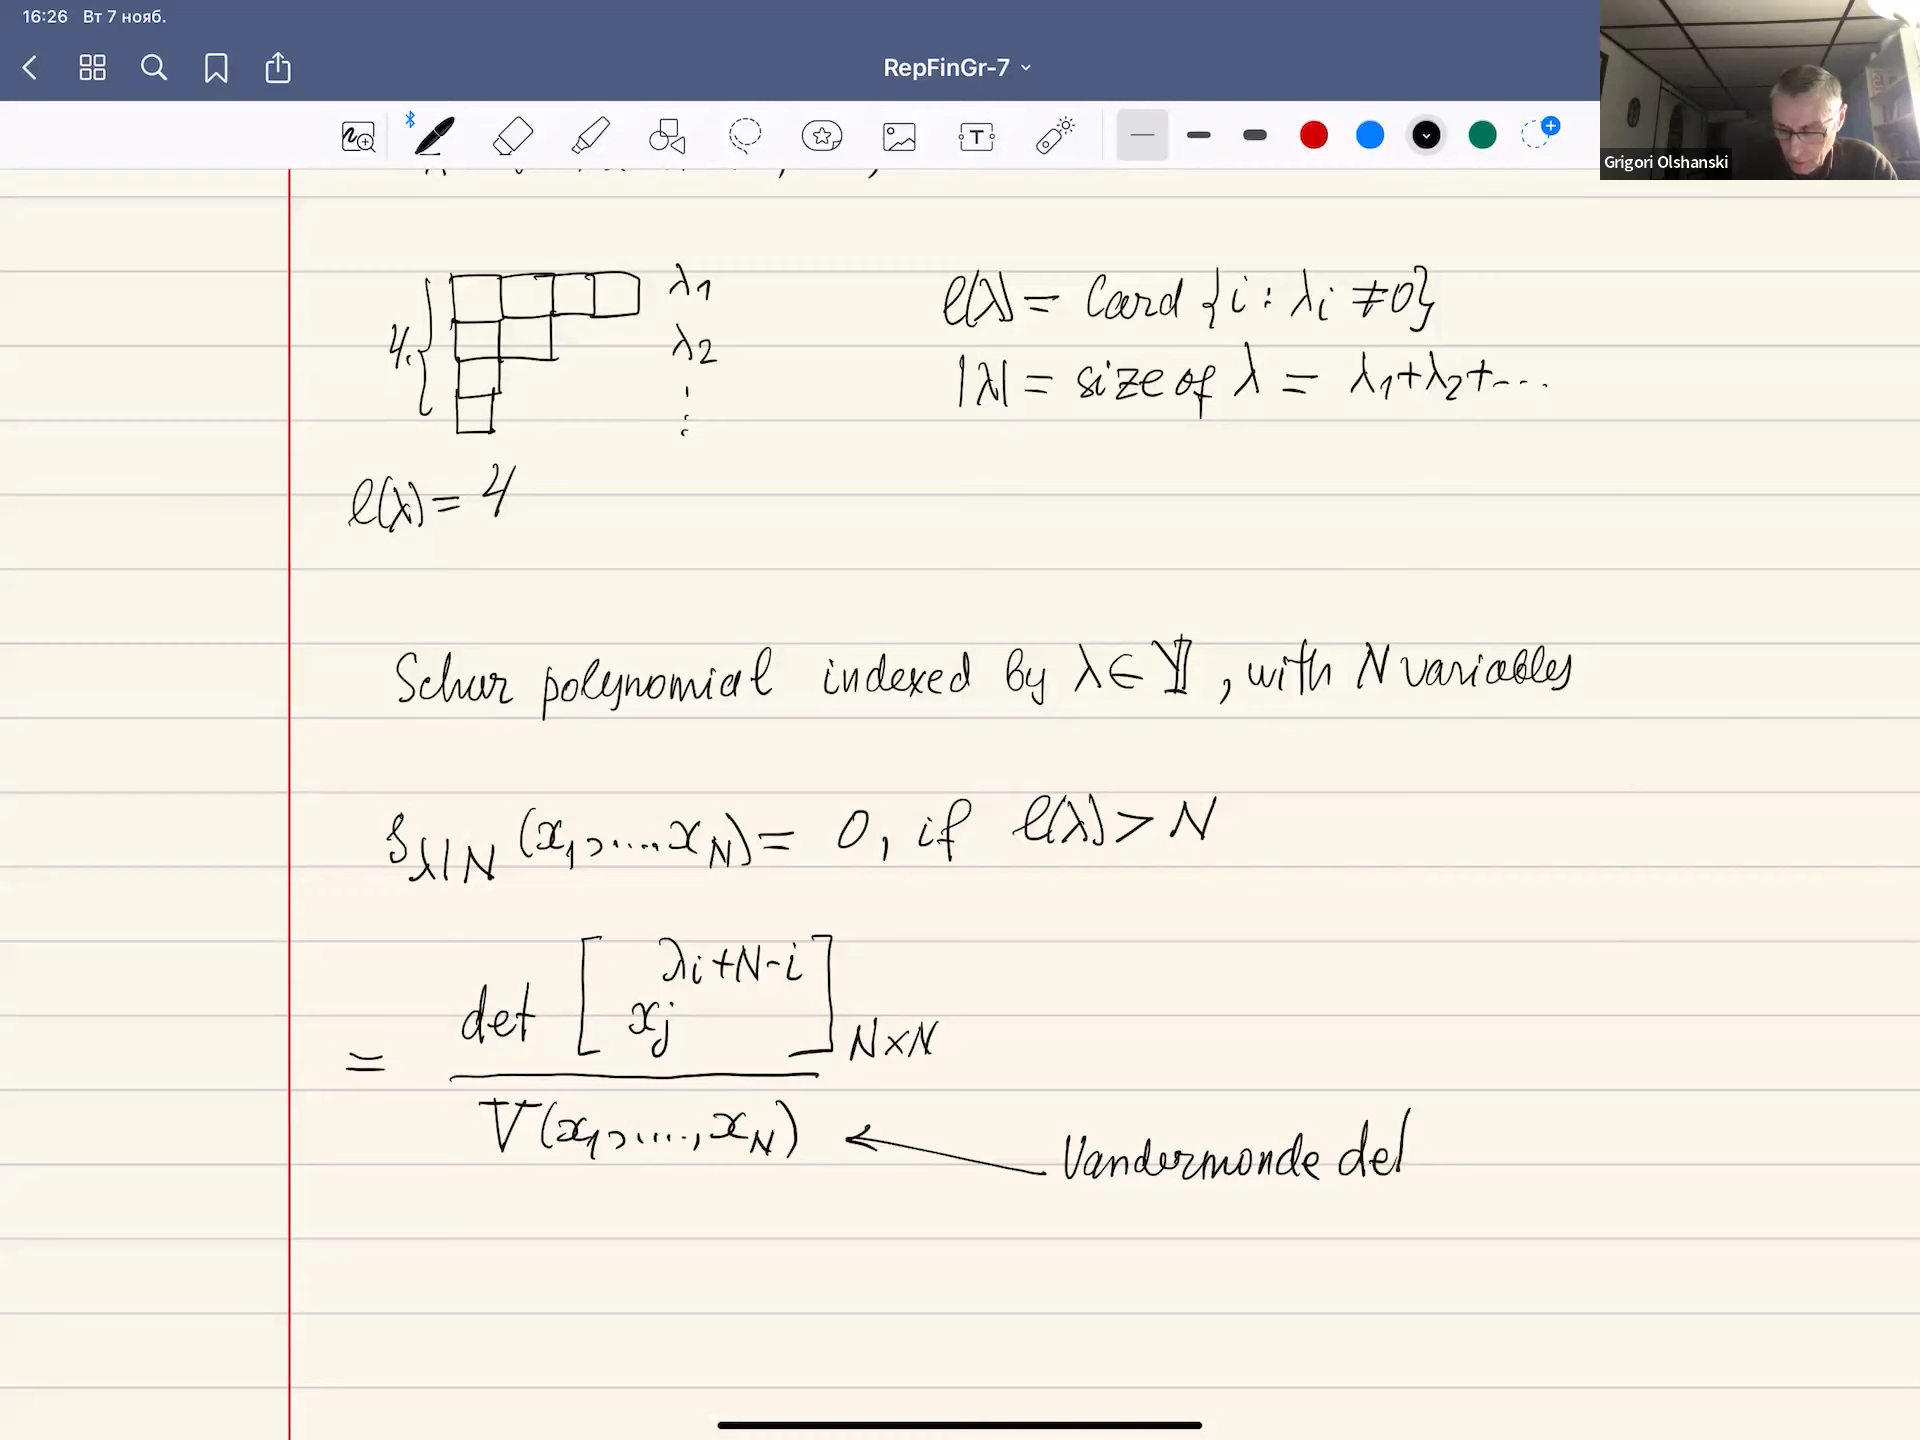 16:26 Вт 7 нояб.
RepFinGr-7
Grigori Olshanski
λ1
λ2
4.
l(λ) = Card {i : λi ≠ 0}
|λ| = size of λ = λ1+λ2+...
l(λ) = 4
Schur polynomial indexed by λ ∈ 𝕐, with N variables
s λ|N (x1,....xN) = 0, if l(λ) > N
= det [xj^λi+N-i] N×N
V(x1,....,xN) ← Vandermonde det